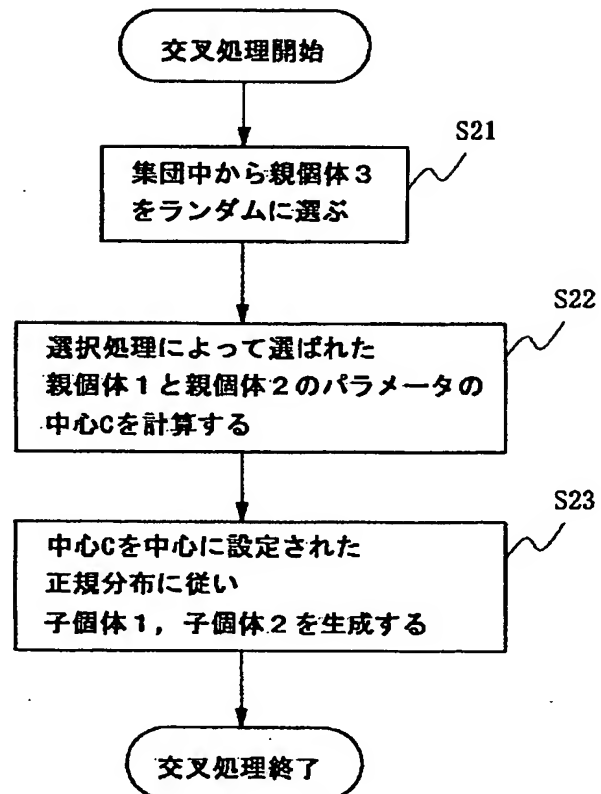 交叉処理開始
S21
集団中から親個体3
をランダムに選ぶ
S22
選択処理によって選ばれた
親個体1と親個体2のパラメータの
中心Cを計算する
S23
中心Cを中心に設定された
正規分布に従い
子個体1,子個体2を生成する
交叉処理終了